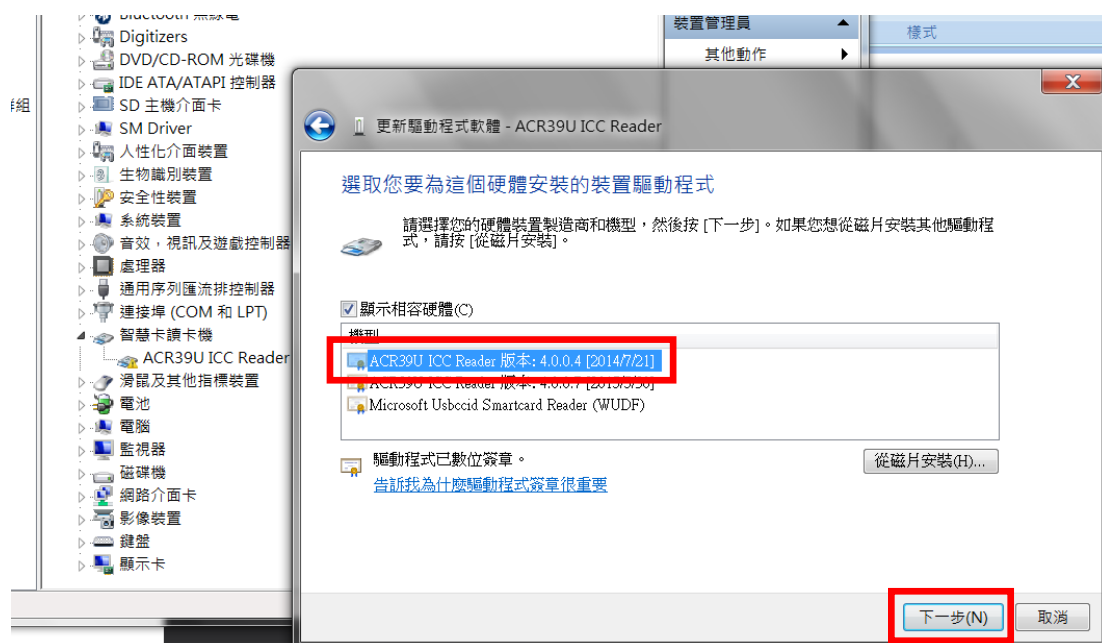 Bluetooth 無線電
Digitizers
DVD/CD-ROM 光碟機
IDE ATA/ATAPI 控制器
群組
SD 主機介面卡
SM Driver
人性化介面裝置
生物識別裝置
安全性裝置
系統裝置
音效，視訊及遊戲控制器
處理器
通用序列匯流排控制器
連接埠 (COM 和 LPT)
智慧卡讀卡機
ACR39U ICC Reader
滑鼠及其他指標裝置
電池
電腦
監視器
磁碟機
網路介面卡
影像裝置
鍵盤
顯示卡
裝置管理員
其他動作
樣式
更新驅動程式軟體 - ACR39U ICC Reader
選取您要為這個硬體安裝的裝置驅動程式
請選擇您的硬體裝置製造商和機型，然後按 [下一步]。如果您想從磁片安裝其他驅動程
式，請按 [從磁片安裝]。
顯示相容硬體(C)
機型
ACR39U ICC Reader 版本: 4.0.0.4 [2014/7/21]
ACR39U ICC Reader 版本: 4.0.0.7 [2015/3/30]
Microsoft Usbccid Smartcard Reader (WUDF)
驅動程式已數位簽章。
從磁片安裝(H)...
告訴我為什麼驅動程式簽章很重要
下一步(N)
取消